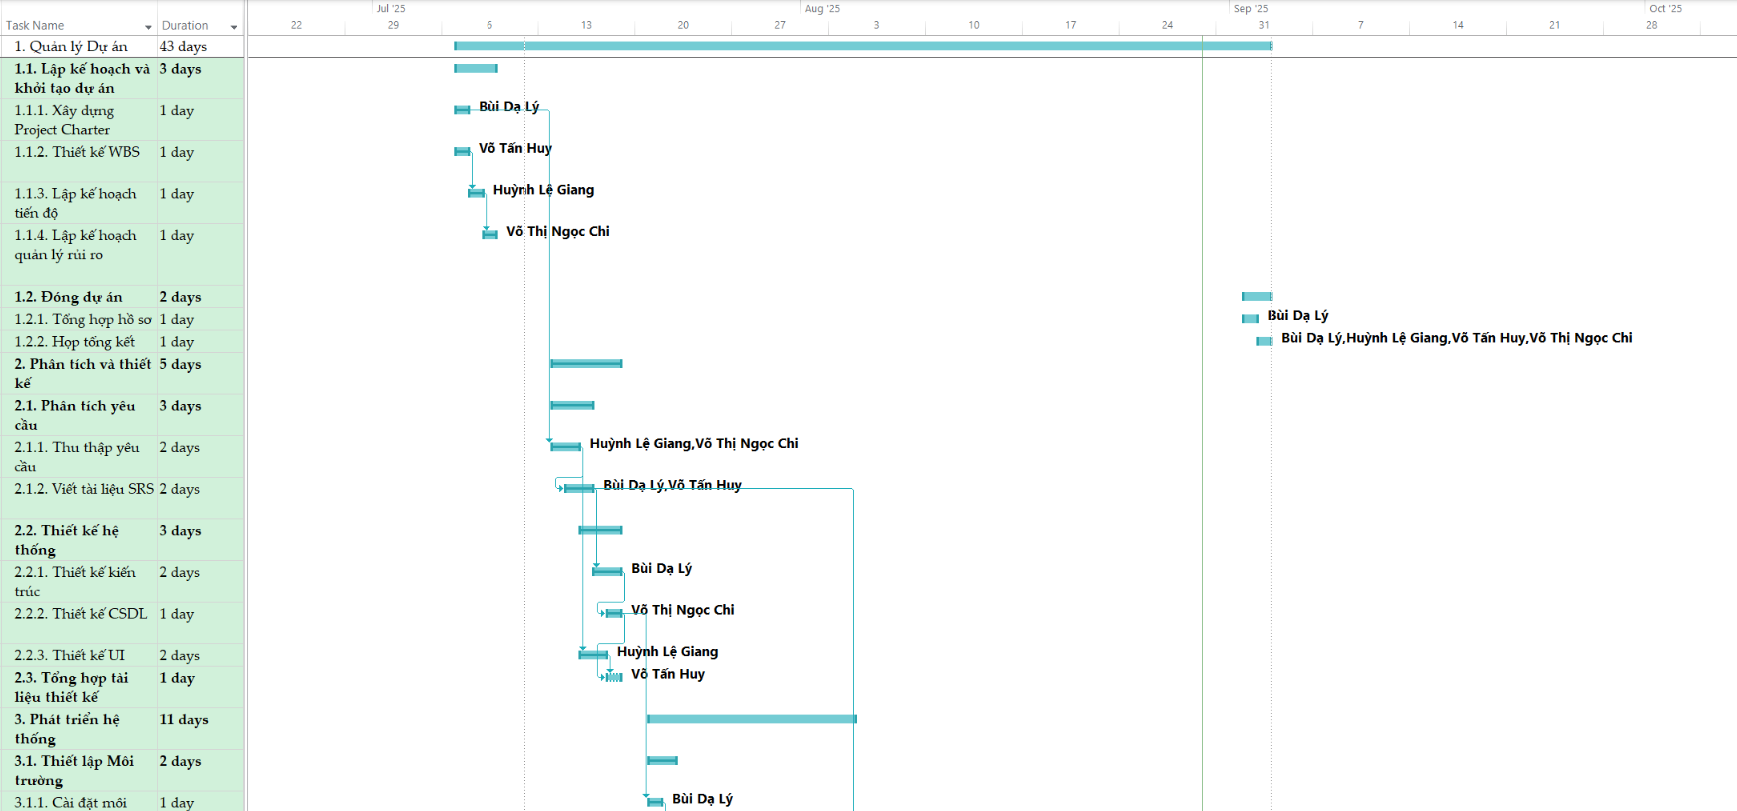 Jul '25 Aug '25 Sep '25 Oct '25
Task Name Duration 22 29 5 13 20 27 3 10 17 24 31 7 14 21 28
1. Quản lý Dự án 43 days
1.1. Lập kế hoạch và 3 days
khởi tạo dự án
1.1.1. Xây dựng 1 day Bùi Dạ Lý
Project Charter
1.1.2. Thiết kế WBS 1 day Võ Tấn Huy
1.1.3. Lập kế hoạch 1 day Huỳnh Lệ Giang
tiến độ
1.1.4. Lập kế hoạch 1 day Võ Thị Ngọc Chi
quản lý rủi ro
1.2. Đóng dự án 2 days
1.2.1. Tổng hợp hồ sơ 1 day Bùi Dạ Lý
1.2.2. Họp tổng kết 1 day Bùi Dạ Lý,Huỳnh Lệ Giang,Võ Tấn Huy,Võ Thị Ngọc Chi
2. Phân tích và thiết 5 days
kế
2.1. Phân tích yêu 3 days
cầu
2.1.1. Thu thập yêu 2 days Huỳnh Lệ Giang,Võ Thị Ngọc Chi
cầu
2.1.2. Viết tài liệu SRS 2 days Bùi Dạ Lý,Võ Tấn Huy
2.2. Thiết kế hệ 3 days
thống
2.2.1. Thiết kế kiến 2 days Bùi Dạ Lý
trúc
2.2.2. Thiết kế CSDL 1 day Võ Thị Ngọc Chi
2.2.3. Thiết kế UI 2 days Huỳnh Lệ Giang
2.3. Tổng hợp tài 1 day Võ Tấn Huy
liệu thiết kế
3. Phát triển hệ 11 days
thống
3.1. Thiết lập Môi 2 days
trường
3.1.1. Cài đặt môi 1 day Bùi Dạ Lý